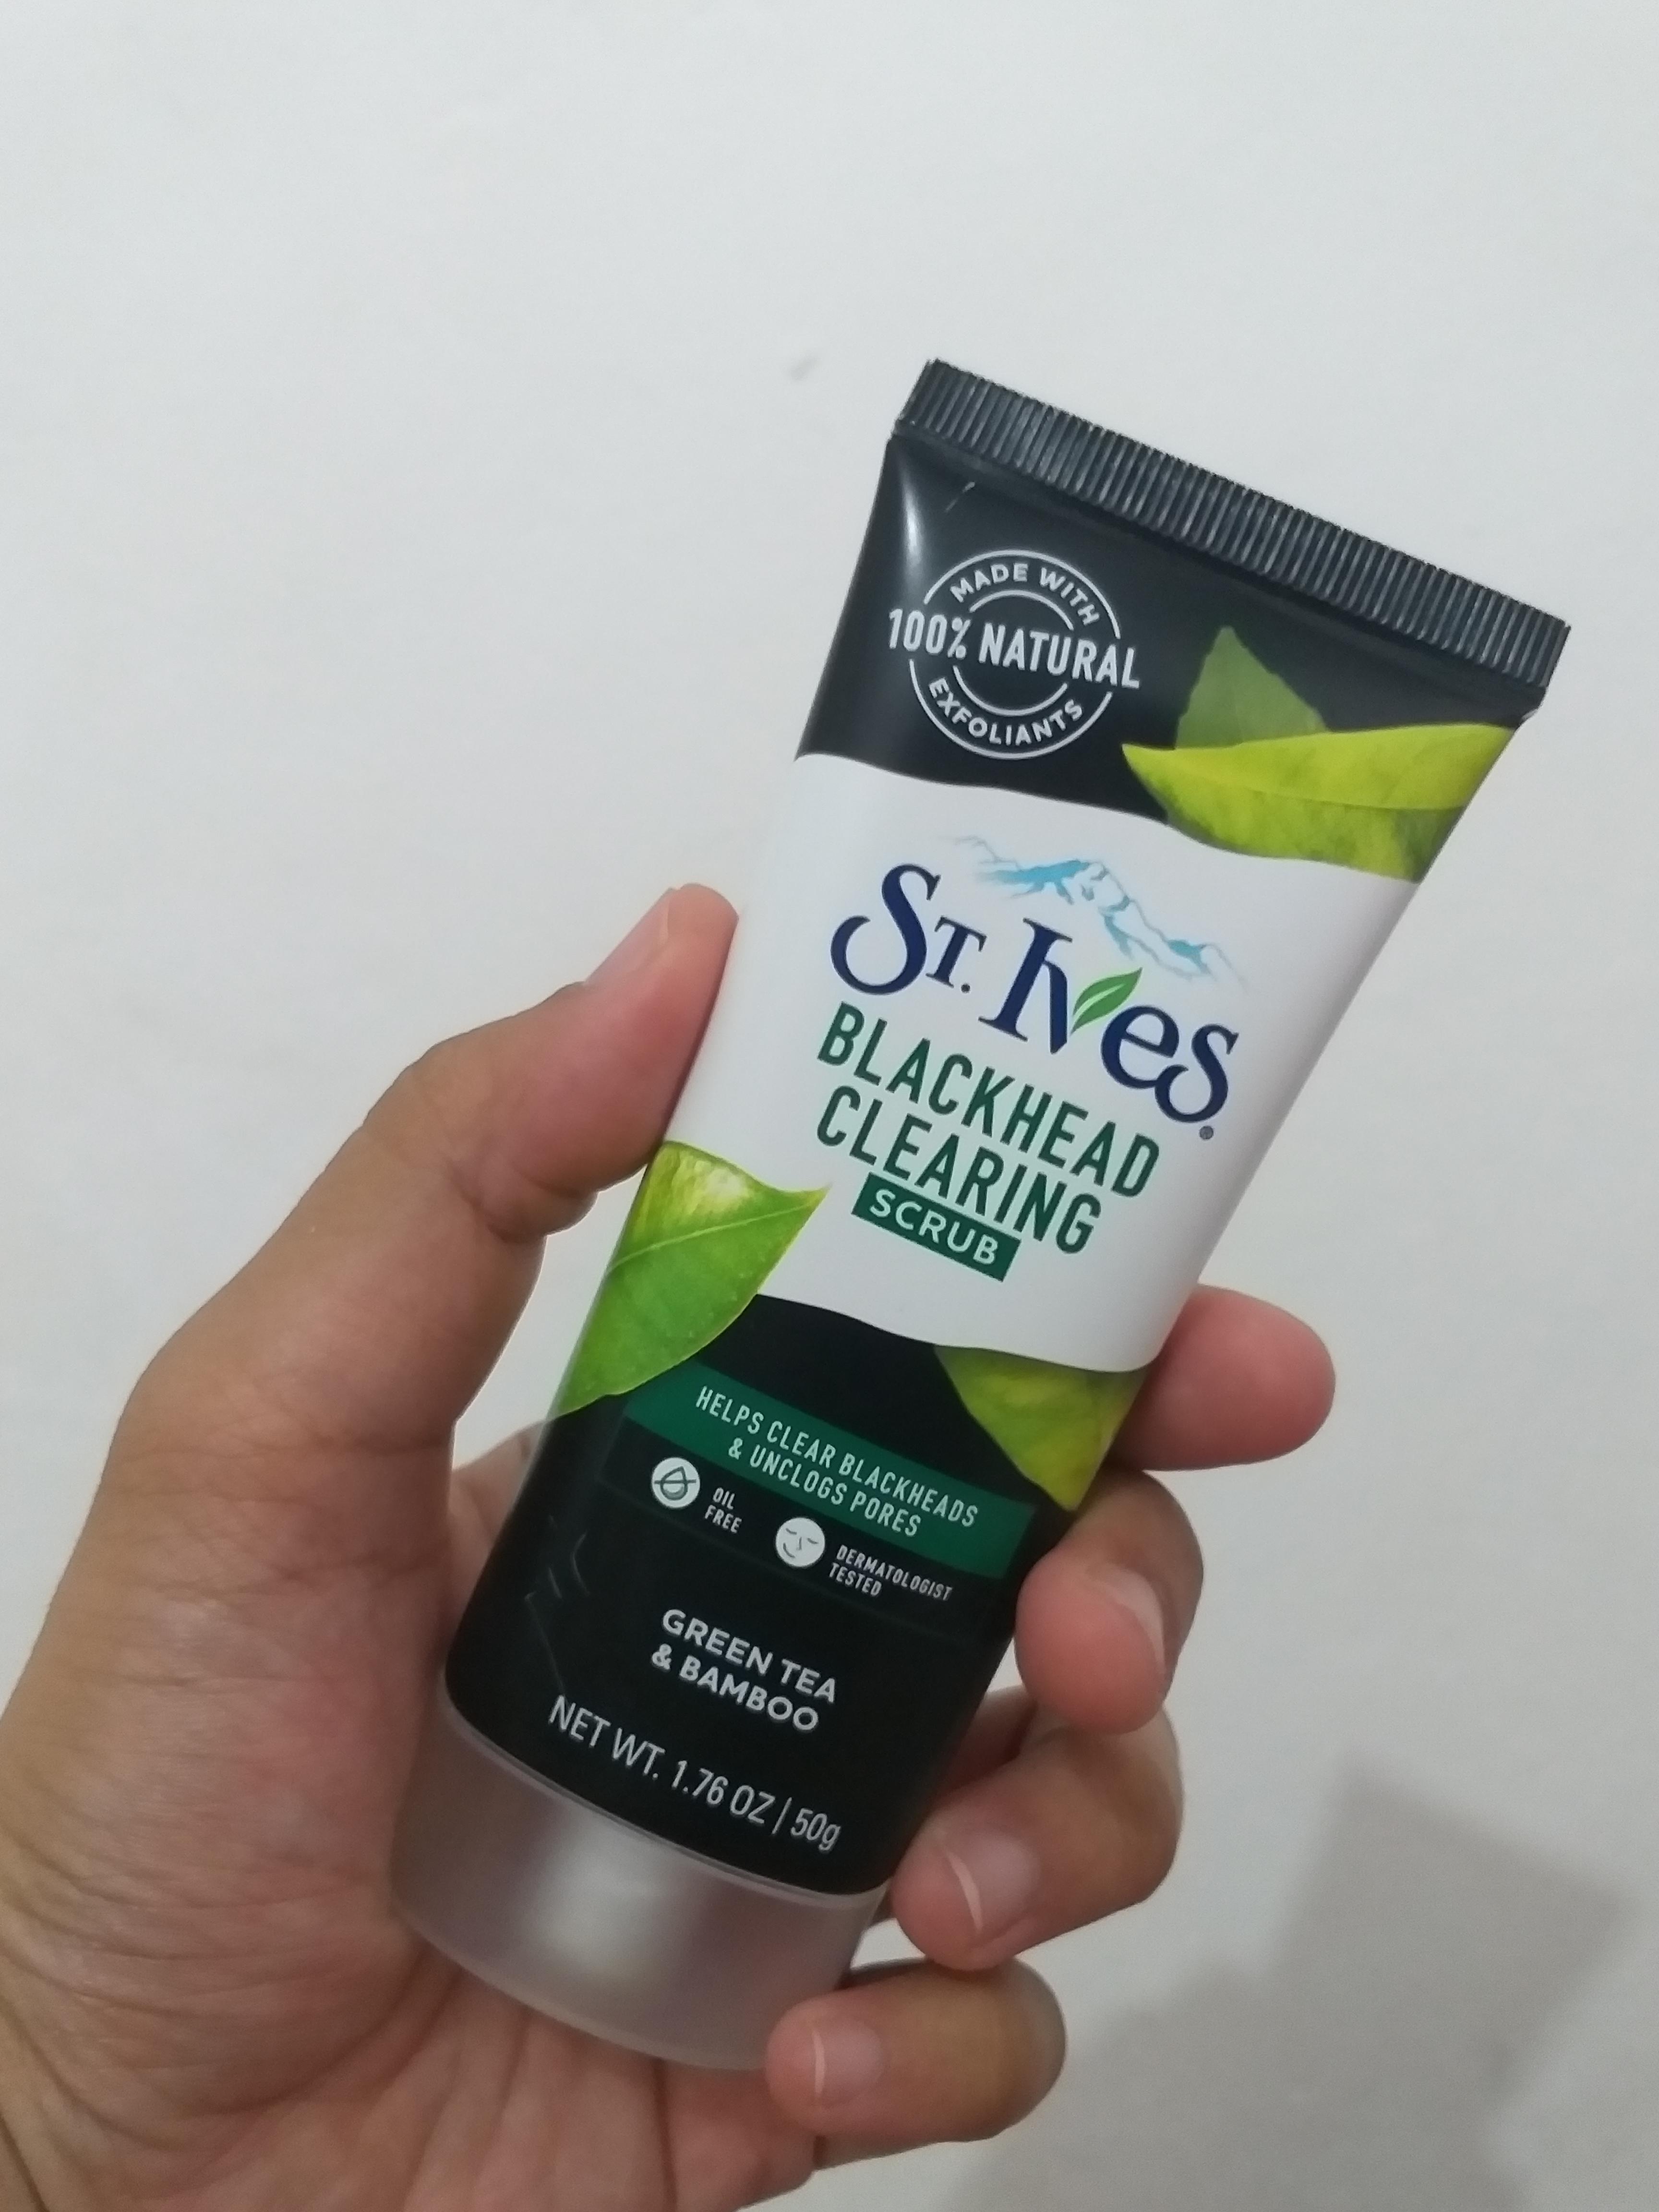 MADE WITH
100% NATURAL
EXFOLIANTS
ST. IVES®
BLACKHEAD
CLEARING
SCRUB
HELPS CLEAR BLACKHEADS
& UNCLOGS PORES
OIL
FREE
DERMATOLOGIST
TESTED
GREEN TEA
& BAMBOO
NET WT. 1.76 OZ | 50g